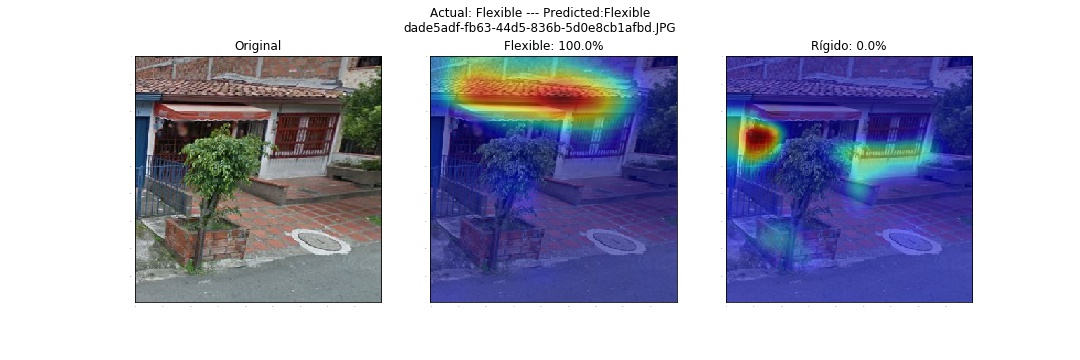 Actual: Flexible --- Predicted:Flexible
dade5adf-fb63-44d5-836b-5d0e8cb1afbd.JPG
Original
Flexible: 100.0%
Rígido: 0.0%